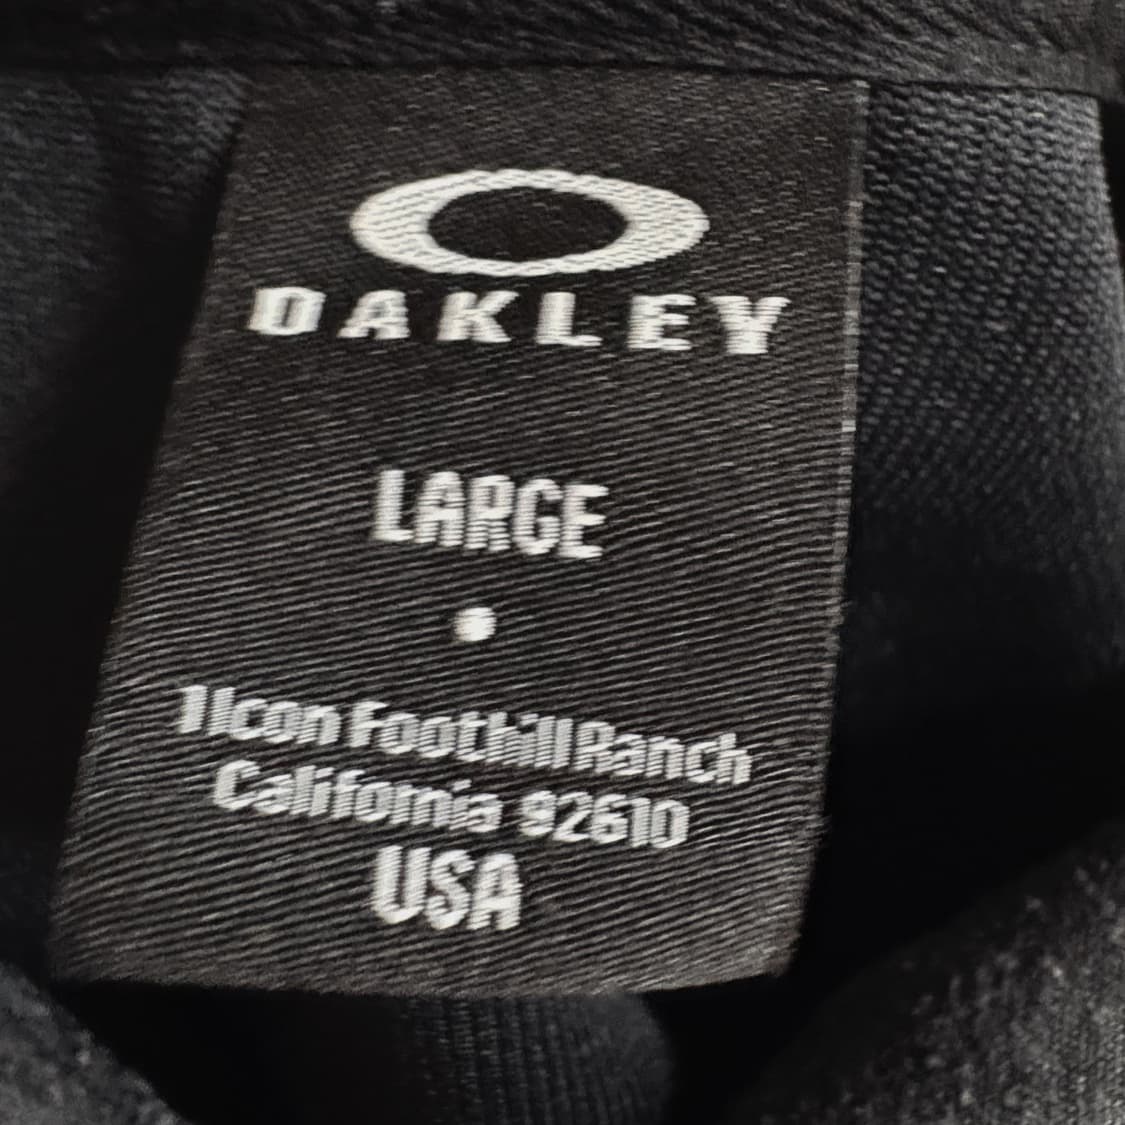 OAKLEY
LARGE
1 Icon Foothill Ranch
California 92610
USA